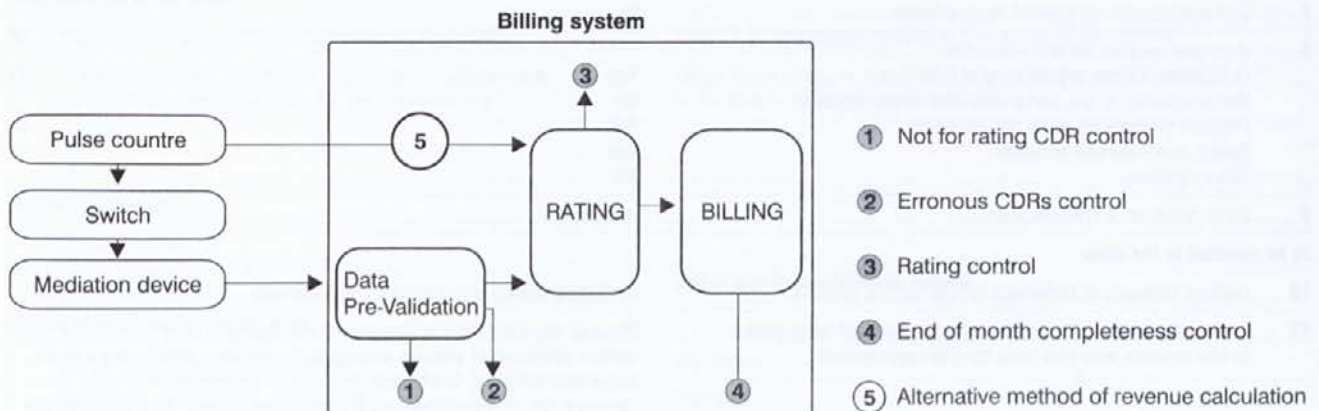 Billing system
Pulse countre
Switch
Mediation device
5
3
RATING
BILLING
Data
Pre-Validation
1
2
4
1 Not for rating CDR control
2 Erronous CDRs control
3 Rating control
4 End of month completeness control
5 Alternative method of revenue calculation